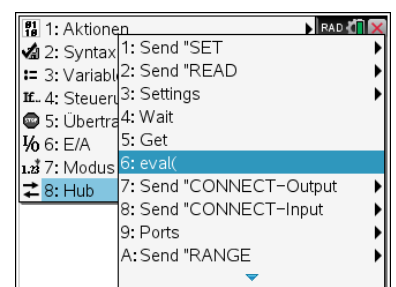 1: Aktionen
RAD
2: Syntax
3: Variabl
4: Steueru
5: Übertra
6: E/A
7: Modus
8: Hub
1: Send "SET
2: Send "READ
3: Settings
4: Wait
5: Get
6: eval(
7: Send "CONNECT-Output
8: Send "CONNECT-Input
9: Ports
A: Send "RANGE